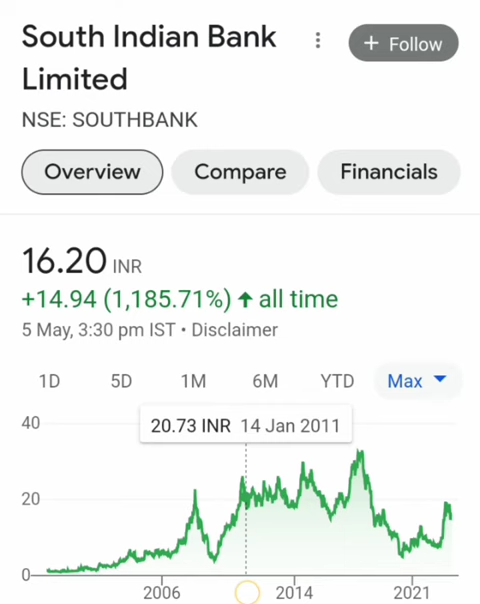 South Indian Bank
Limited
+ Follow
NSE: SOUTHBANK
Overview
Compare
Financials
16.20 INR
+14.94 (1,185.71%) ↑ all time
5 May, 3:30 pm IST • Disclaimer
1D 5D 1M 6M YTD Max
40
20.73 INR 14 Jan 2011
20
0
2006 2014 2021